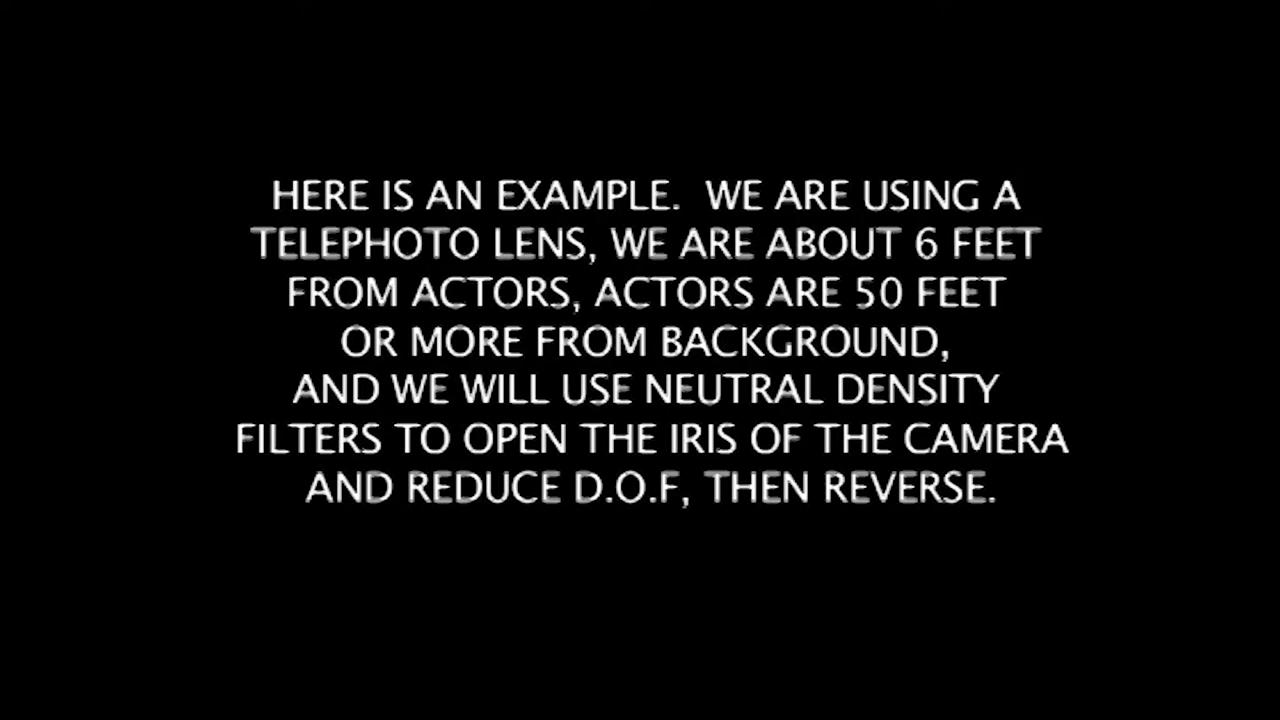 HERE IS AN EXAMPLE.  WE ARE USING A
TELEPHOTO LENS, WE ARE ABOUT 6 FEET
FROM ACTORS, ACTORS ARE 50 FEET
OR MORE FROM BACKGROUND,
AND WE WILL USE NEUTRAL DENSITY
FILTERS TO OPEN THE IRIS OF THE CAMERA
AND REDUCE D.O.F, THEN REVERSE.